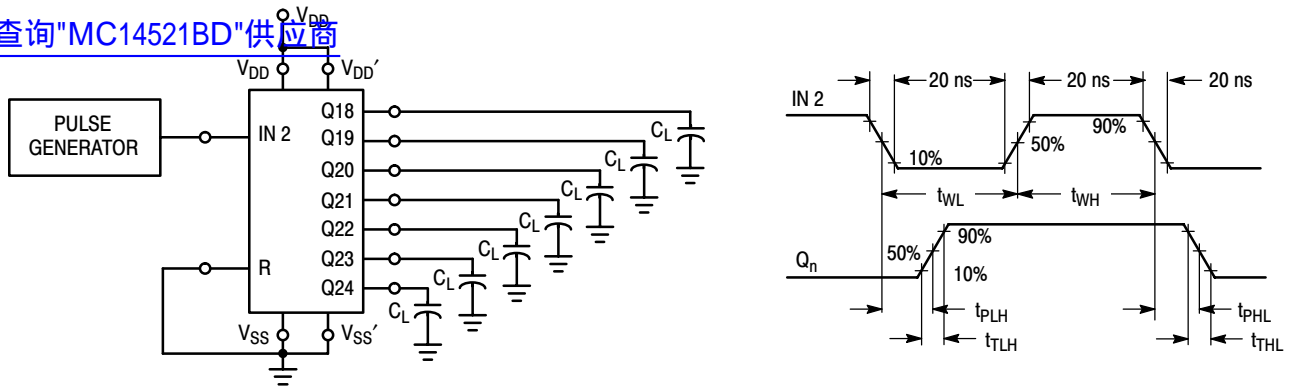 查询"MC14521BD"供应商
VDD
VDD
VDD′
PULSE
GENERATOR
IN 2
R
Q18
Q19
Q20
Q21
Q22
Q23
Q24
CL
CL
CL
CL
CL
CL
CL
VSS
VSS′
20 ns
20 ns
20 ns
IN 2
90%
50%
10%
tWL
tWH
Qn
50%
90%
10%
tPLH
tPHL
tTLH
tTHL